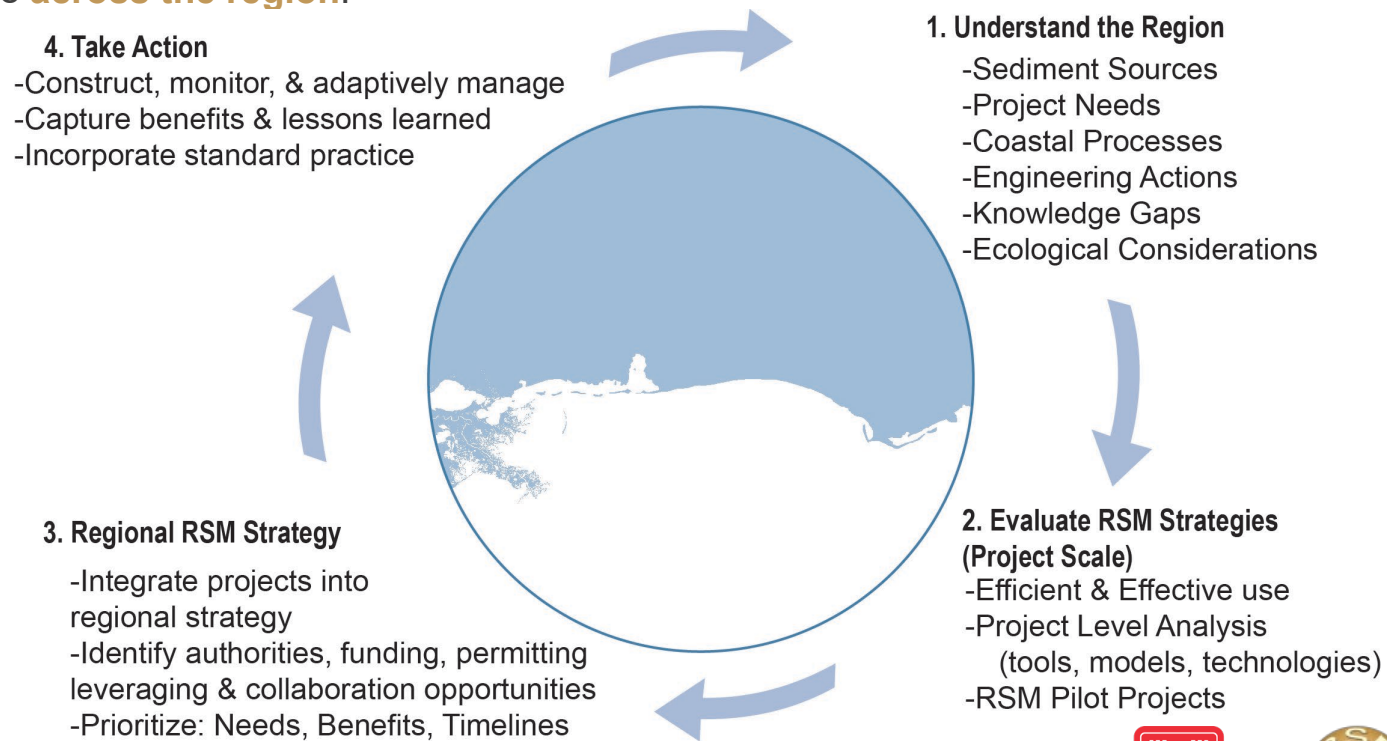 across the region.
4. Take Action
-Construct, monitor, & adaptively manage
-Capture benefits & lessons learned
-Incorporate standard practice
1. Understand the Region
-Sediment Sources
-Project Needs
-Coastal Processes
-Engineering Actions
-Knowledge Gaps
-Ecological Considerations
2. Evaluate RSM Strategies
(Project Scale)
-Efficient & Effective use
-Project Level Analysis
(tools, models, technologies)
-RSM Pilot Projects
3. Regional RSM Strategy
-Integrate projects into
regional strategy
-Identify authorities, funding, permitting
leveraging & collaboration opportunities
-Prioritize: Needs, Benefits, Timelines